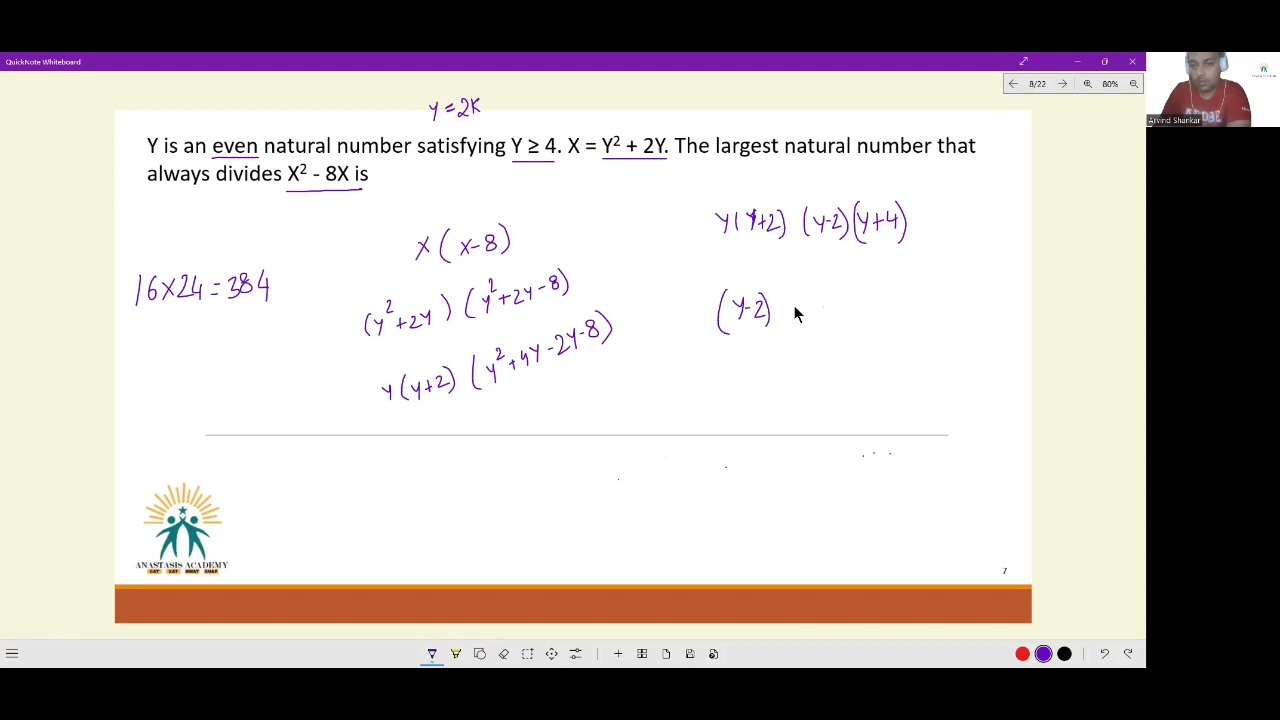 QuickNote Whiteboard
8/22
80%
Arvind Shankar
y = 2K
Y is an even natural number satisfying Y ≥ 4. X = Y² + 2Y. The largest natural number that
always divides X² - 8X is
x(x-8)
(y²+2y)(y²+2y-8)
y(y+2)(y²+4y-2y-8)
16×24=384
y(y+2)(y-2)(y+4)
(y-2)
ANASTASIS ACADEMY
7